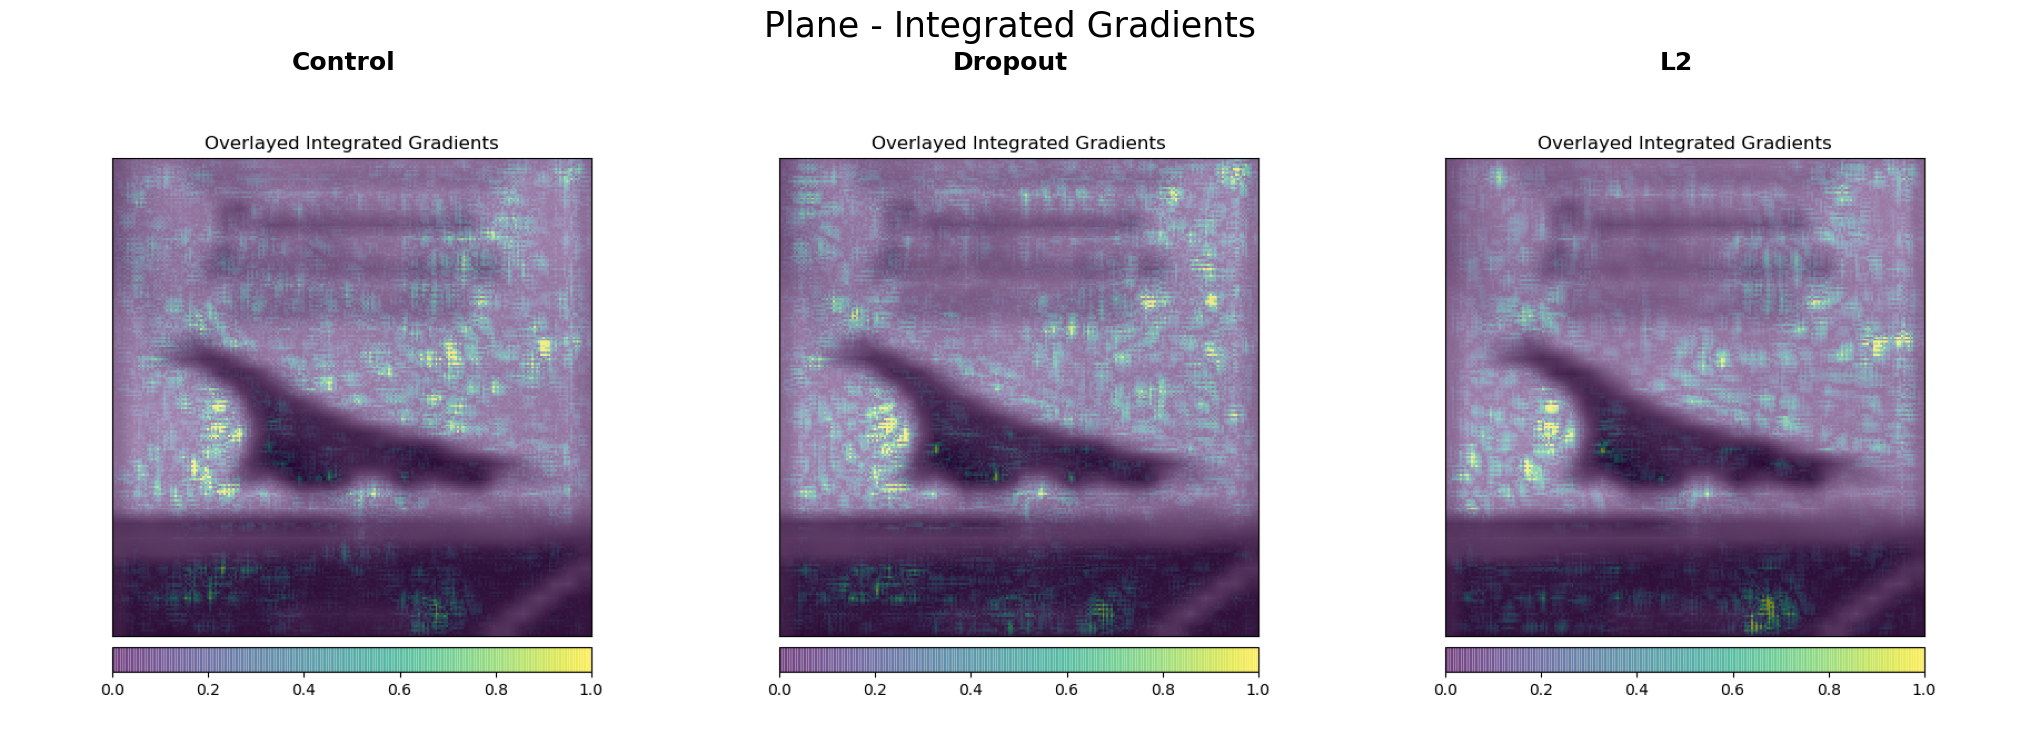 Plane - Integrated Gradients
Control
Dropout
L2
Overlayed Integrated Gradients
Overlayed Integrated Gradients
Overlayed Integrated Gradients
0.0 0.2 0.4 0.6 0.8 1.0
0.0 0.2 0.4 0.6 0.8 1.0
0.0 0.2 0.4 0.6 0.8 1.0